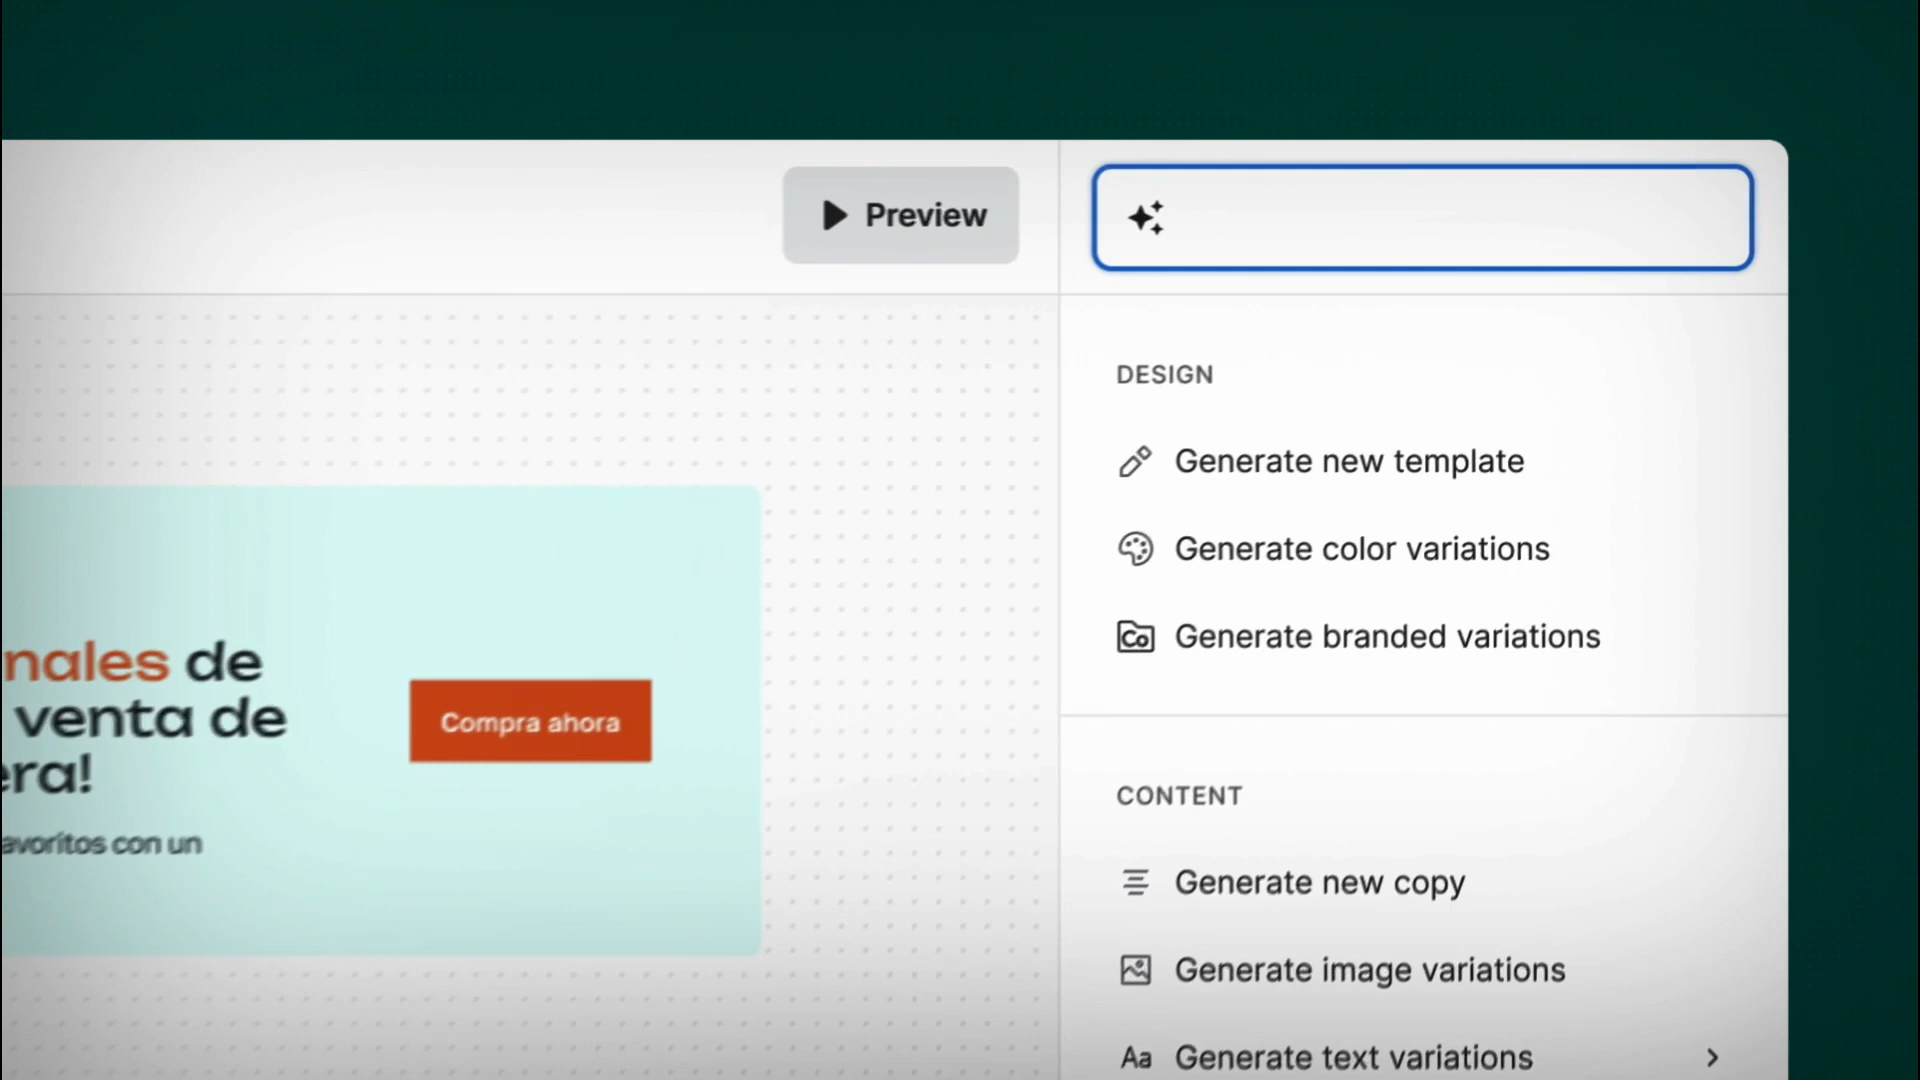 Preview
DESIGN
Generate new template
Generate color variations
Co Generate branded variations
nales de
venta de
era!
avoritos con un
Compra ahora
CONTENT
Generate new copy
Generate image variations
Aa Generate text variations